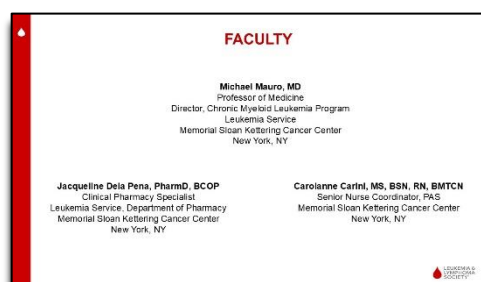 FACULTY
Michael Mauro, MD
Professor of Medicine
Director, Chronic Myeloid Leukemia Program
Leukemia Service
Memorial Sloan Kettering Cancer Center
New York, NY
Jacqueline Dela Pena, PharmD, BCOP
Clinical Pharmacy Specialist
Leukemia Service, Department of Pharmacy
Memorial Sloan Kettering Cancer Center
New York, NY
Carolanne Carini, MS, BSN, RN, BMTCN
Senior Nurse Coordinator, PAS
Memorial Sloan Kettering Cancer Center
New York, NY
LEUKEMIA &
LYMPHOMA
SOCIETY